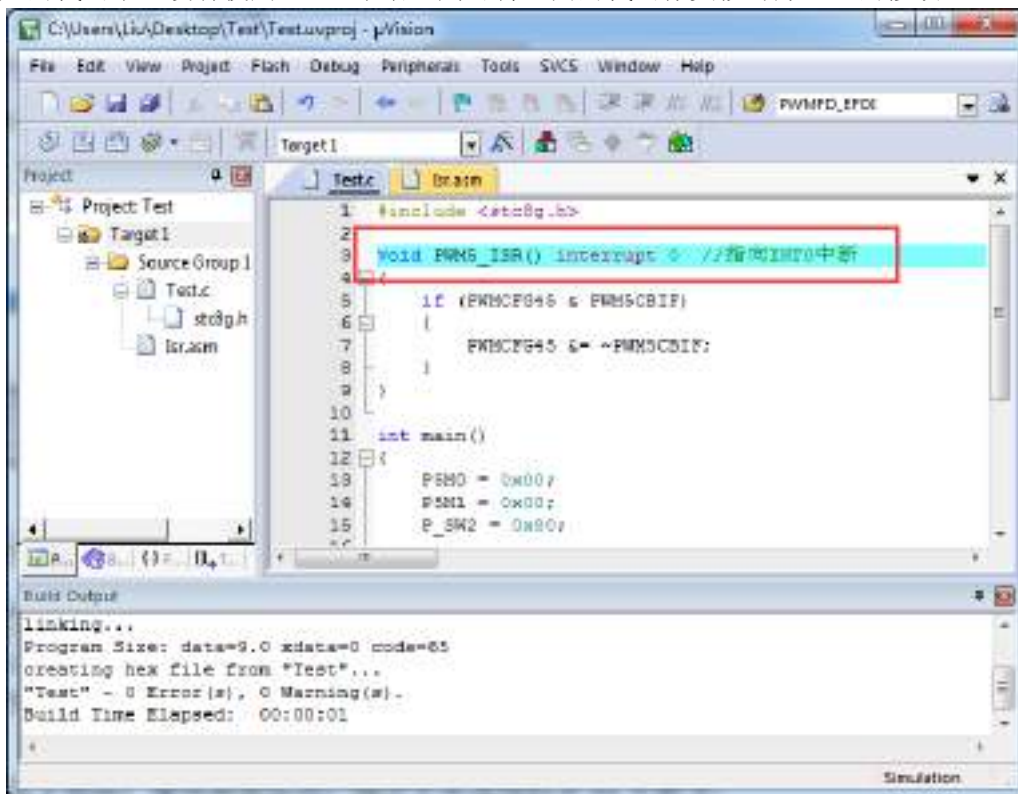 C:\Users\Liu\Desktop\Test\Test.uvproj - µVision
File Edit View Project Flash Debug Peripherals Tools SVCS Window Help
PWMFD_EFDI
Target 1
Project
Test.c
Isr.asm
Project: Test
Target 1
Source Group 1
Test.c
stc8g.h
Isr.asm
1 #include <stc8g.h>
2
3 void PWM5_ISR() interrupt 0 //指向INT0中断
4 {
5 if (PWMCFG45 & PWM5CBIF)
6 {
7 PWMCFG45 &= ~PWM5CBIF;
8 }
9 }
10
11 int main()
12 {
13 P5M0 = 0x00;
14 P5M1 = 0x00;
15 P_SW2 = 0x80;
Build Output
linking...
Program Size: data=9.0 xdata=0 code=65
creating hex file from "Test"...
"Test" - 0 Error(s), 0 Warning(s).
Build Time Elapsed: 00:00:01
Simulation